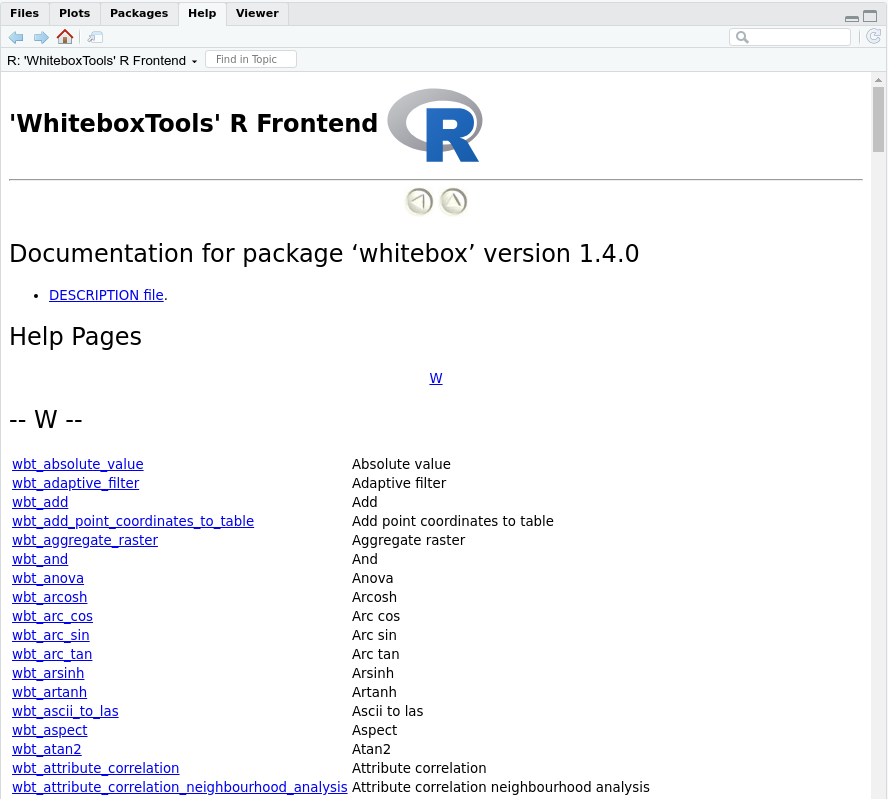 Files Plots Packages Help Viewer
R: 'WhiteboxTools' R Frontend Find in Topic
'WhiteboxTools' R Frontend R
Documentation for package ‘whitebox’ version 1.4.0
• DESCRIPTION file.
Help Pages
W
-- W --
wbt_absolute_value Absolute value
wbt_adaptive_filter Adaptive filter
wbt_add Add
wbt_add_point_coordinates_to_table Add point coordinates to table
wbt_aggregate_raster Aggregate raster
wbt_and And
wbt_anova Anova
wbt_arcosh Arcosh
wbt_arc_cos Arc cos
wbt_arc_sin Arc sin
wbt_arc_tan Arc tan
wbt_arsinh Arsinh
wbt_artanh Artanh
wbt_ascii_to_las Ascii to las
wbt_aspect Aspect
wbt_atan2 Atan2
wbt_attribute_correlation Attribute correlation
wbt_attribute_correlation_neighbourhood_analysis Attribute correlation neighbourhood analysis